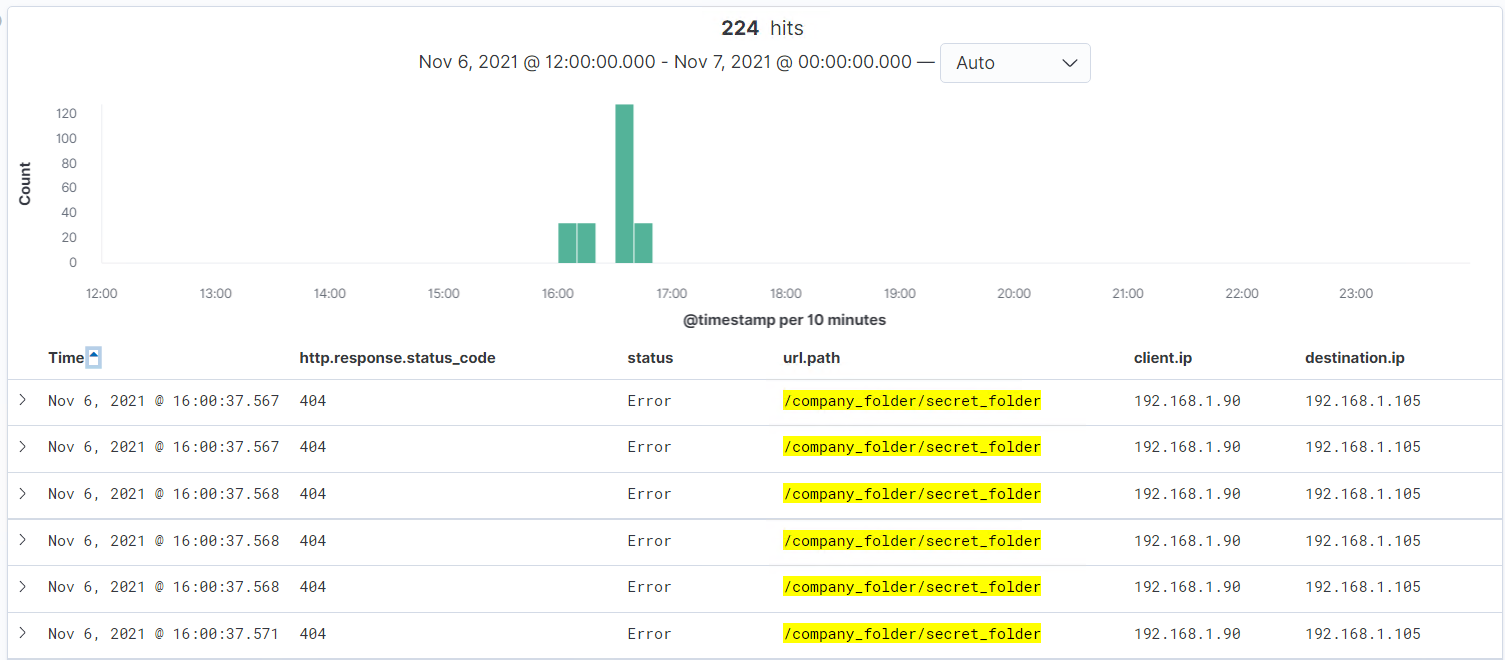 224 hits
Nov 6, 2021 @ 12:00:00.000 - Nov 7, 2021 @ 00:00:00.000 — Auto
120
100
80
60
40
20
0
Count
12:00 13:00 14:00 15:00 16:00 17:00 18:00 19:00 20:00 21:00 22:00 23:00
@timestamp per 10 minutes
Time http.response.status_code status url.path client.ip destination.ip
Nov 6, 2021 @ 16:00:37.567 404 Error /company_folder/secret_folder 192.168.1.90 192.168.1.105
Nov 6, 2021 @ 16:00:37.567 404 Error /company_folder/secret_folder 192.168.1.90 192.168.1.105
Nov 6, 2021 @ 16:00:37.568 404 Error /company_folder/secret_folder 192.168.1.90 192.168.1.105
Nov 6, 2021 @ 16:00:37.568 404 Error /company_folder/secret_folder 192.168.1.90 192.168.1.105
Nov 6, 2021 @ 16:00:37.568 404 Error /company_folder/secret_folder 192.168.1.90 192.168.1.105
Nov 6, 2021 @ 16:00:37.571 404 Error /company_folder/secret_folder 192.168.1.90 192.168.1.105